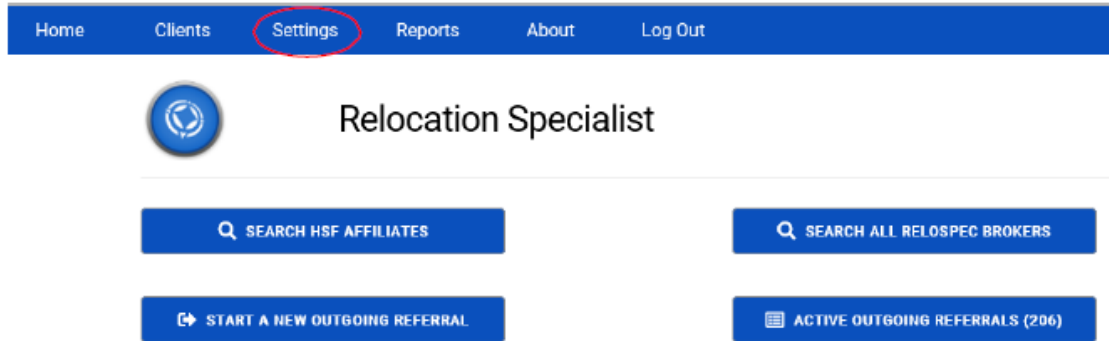 Home Clients Settings Reports About Log Out
Relocation Specialist
SEARCH HSF AFFILIATES
SEARCH ALL RELOSPEC BROKERS
START A NEW OUTGOING REFERRAL
ACTIVE OUTGOING REFERRALS (206)